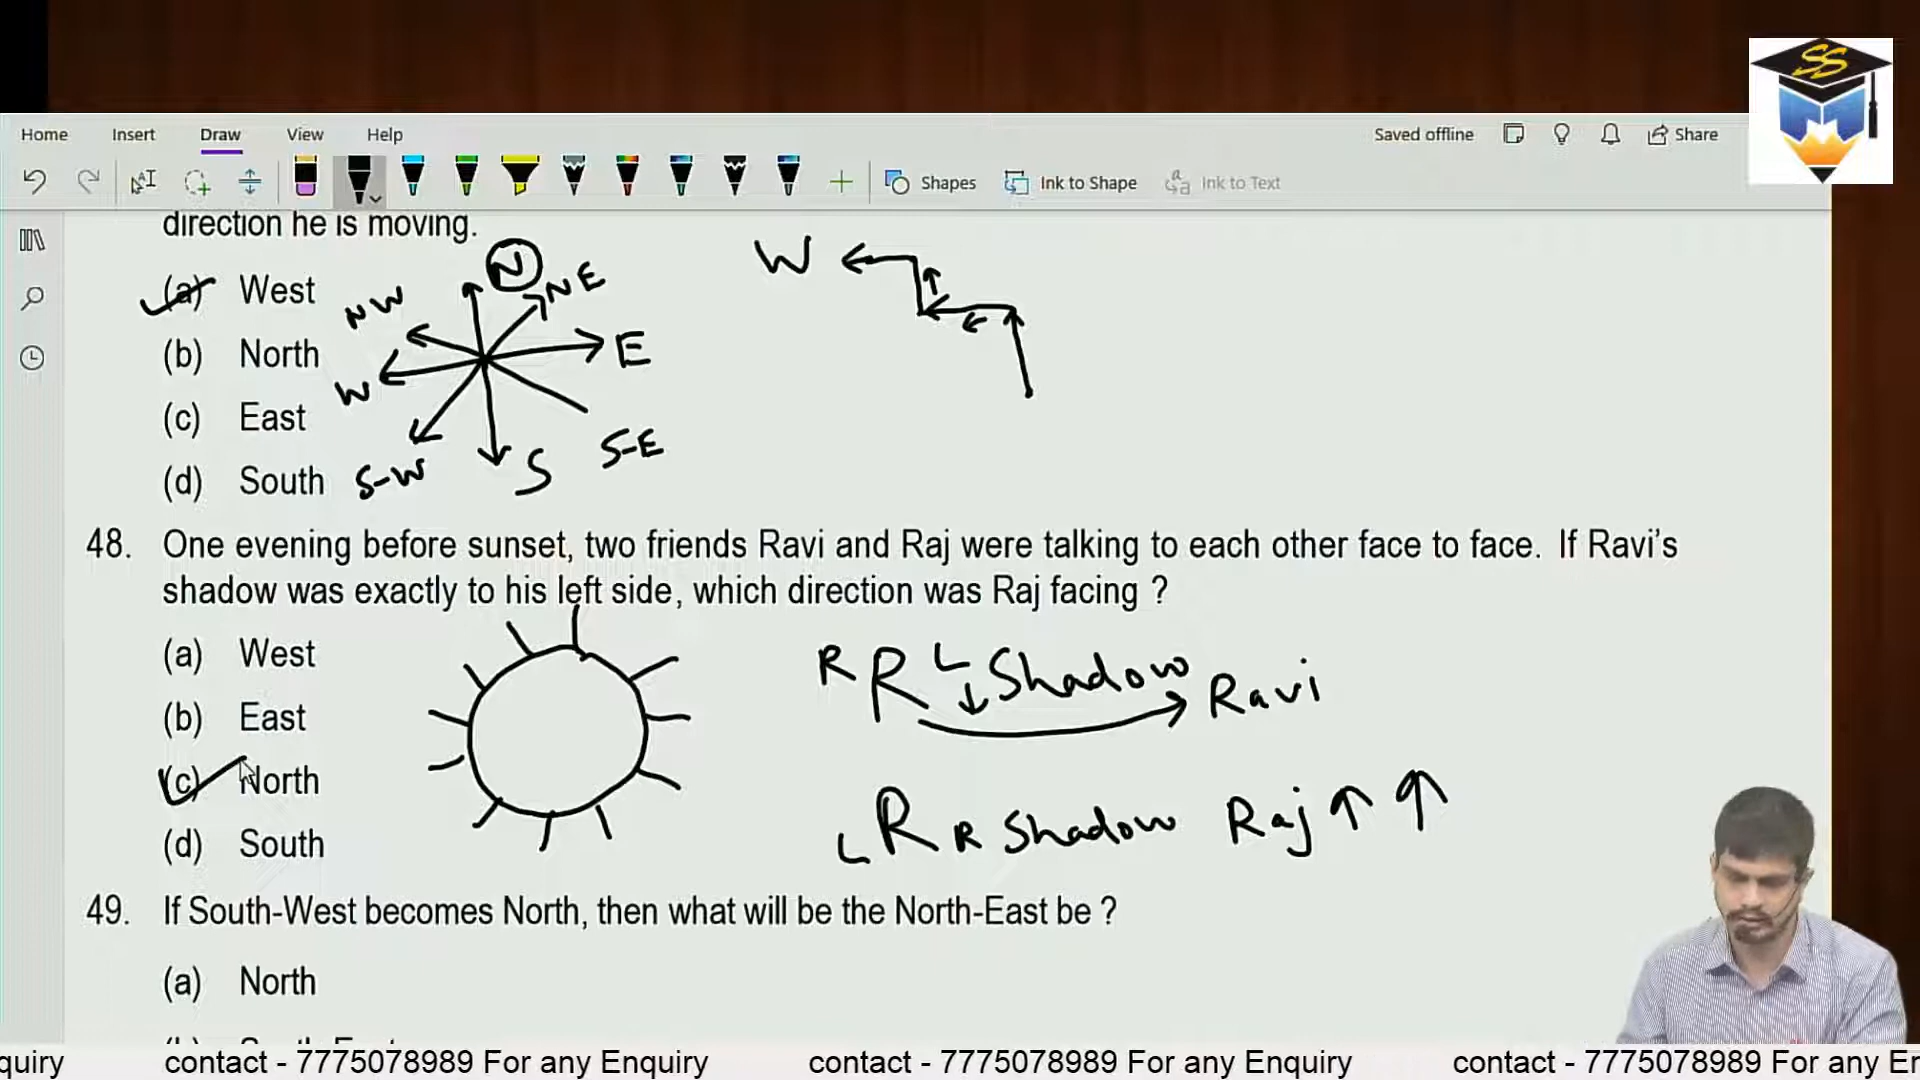 SS
Home Insert Draw View Help Saved offline Share
Shapes Ink to Shape Ink to Text
direction he is moving.
(a) West
(b) North
(c) East
(d) South
N
NE
E
S-E
S
S-W
W
NW
W
48. One evening before sunset, two friends Ravi and Raj were talking to each other face to face. If Ravi's
shadow was exactly to his left side, which direction was Raj facing ?
(a) West
(b) East
(c) North
(d) South
R R L Shadow Ravi
L R R Shadow Raj
49. If South-West becomes North, then what will be the North-East be ?
(a) North
quiry contact - 7775078989 For any Enquiry contact - 7775078989 For any Enquiry contact - 7775078989 For any Er